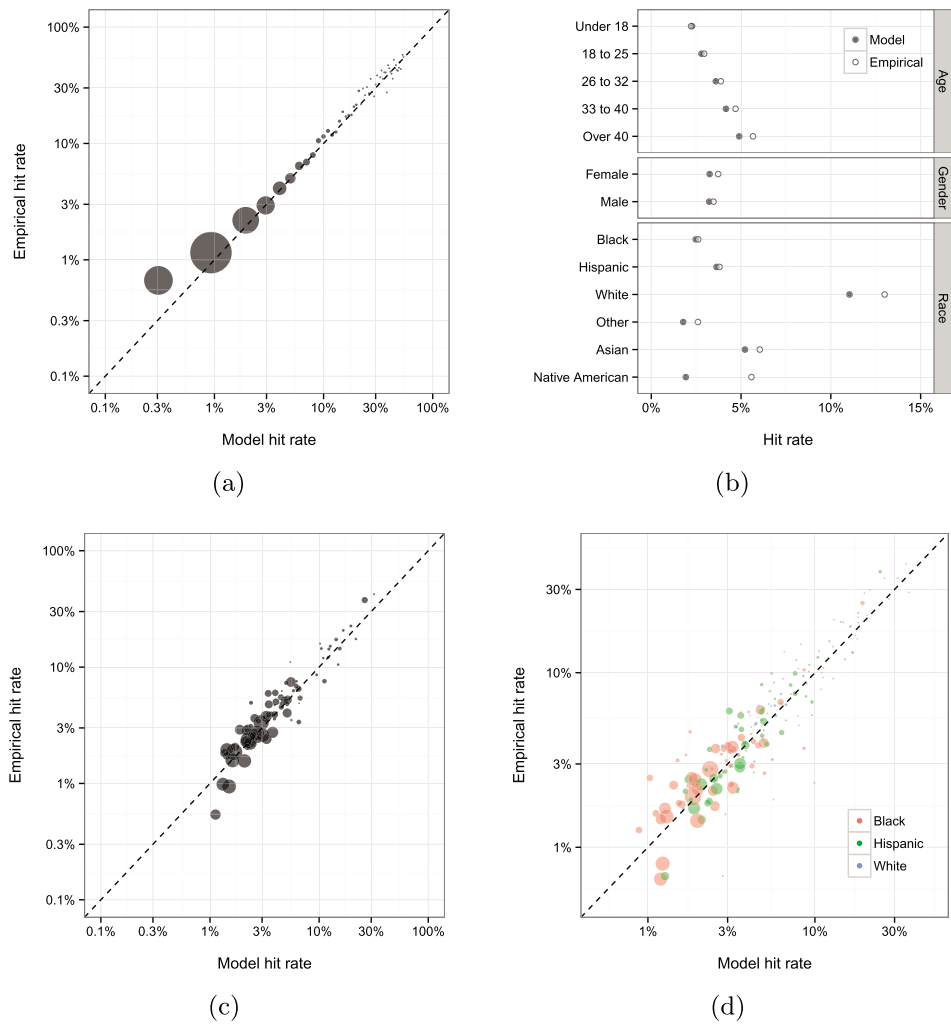 100%
30%
10%
3%
1%
0.3%
0.1%
Empirical hit rate
0.1% 0.3% 1% 3% 10% 30% 100%
Model hit rate
(a)
Under 18
18 to 25
26 to 32
33 to 40
Over 40
Age
Model
Empirical
Female
Male
Gender
Black
Hispanic
White
Other
Asian
Native American
Race
0% 5% 10% 15%
Hit rate
(b)
100%
30%
10%
3%
1%
0.3%
0.1%
Empirical hit rate
0.1% 0.3% 1% 3% 10% 30% 100%
Model hit rate
(c)
30%
10%
3%
1%
Empirical hit rate
Black
Hispanic
White
1% 3% 10% 30%
Model hit rate
(d)